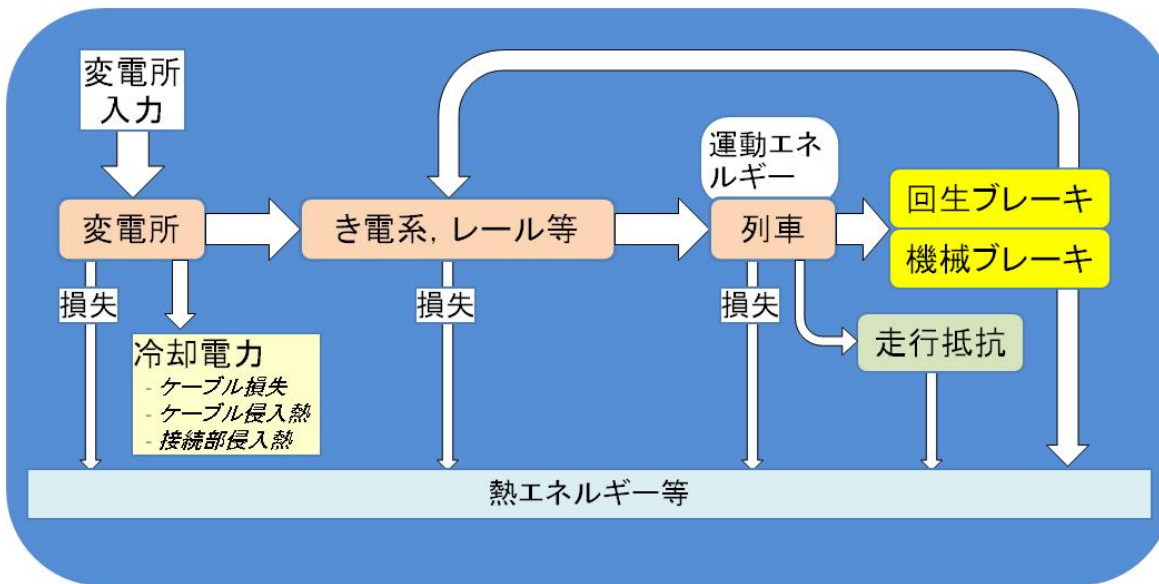 変電所
入力
運動エネ
ルギー
変電所
き電系, レール等
列車
回生ブレーキ
機械ブレーキ
損失
損失
損失
冷却電力
- ケーブル損失
- ケーブル侵入熱
- 接続部侵入熱
走行抵抗
熱エネルギー等